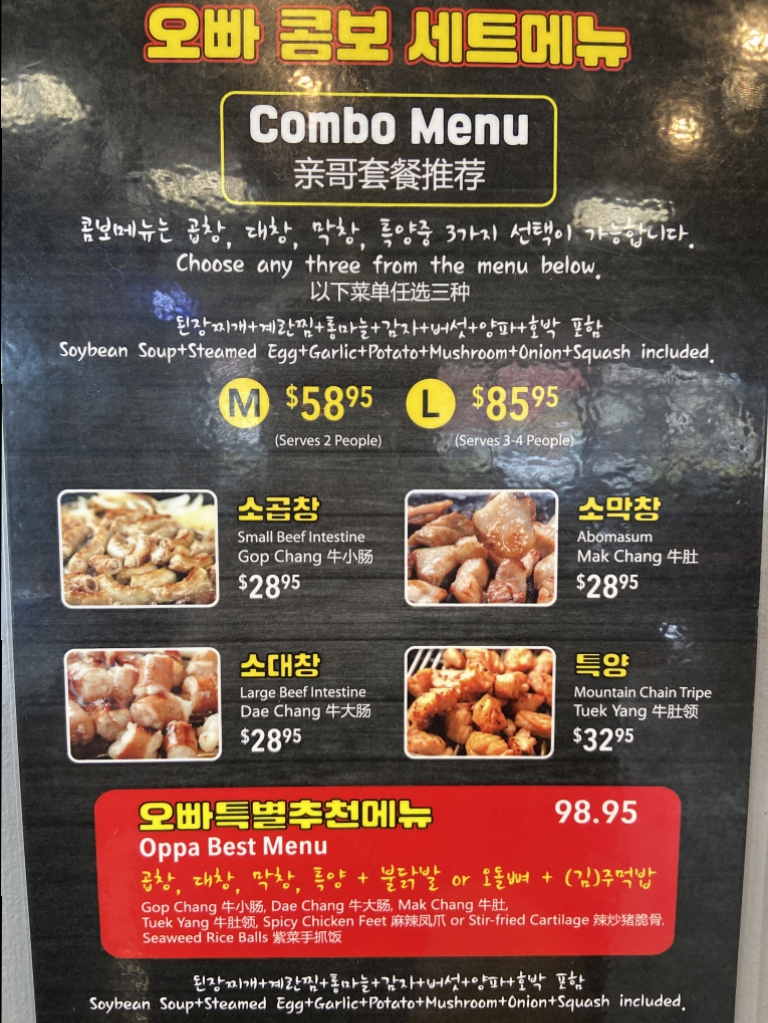 오빠 콤보 세트메뉴
Combo Menu
亲哥套餐推荐
콤보메뉴는 곱창, 대창, 막창, 특양중 3가지 선택이 가능합니다.
Choose any three from the menu below.
以下菜单任选三种
된장찌개+계란찜+통마늘+감자+버섯+양파+호박 포함
Soybean Soup+Steamed Egg+Garlic+Potato+Mushroom+Onion+Squash included.
M $5895 L $8595
(Serves 2 People) (Serves 3-4 People)
소곱창
Small Beef Intestine
Gop Chang 牛小肠
$2895
소막창
Abomasum
Mak Chang 牛肚
$2895
소대창
Large Beef Intestine
Dae Chang 牛大肠
$2895
특양
Mountain Chain Tripe
Tuek Yang 牛肚领
$3295
오빠특별추천메뉴 98.95
Oppa Best Menu
곱창, 대창, 막창, 특양 + 불닭발 or 오돌뼈 + (김)주먹밥
Gop Chang 牛小肠, Dae Chang 牛大肠, Mak Chang 牛肚,
Tuek Yang 牛肚领, Spicy Chicken Feet 麻辣凤爪 or Stir-fried Cartilage 辣炒猪脆骨,
Seaweed Rice Balls 紫菜手抓饭
된장찌개+계란찜+통마늘+감자+버섯+양파+호박 포함
Soybean Soup+Steamed Egg+Garlic+Potato+Mushroom+Onion+Squash included.